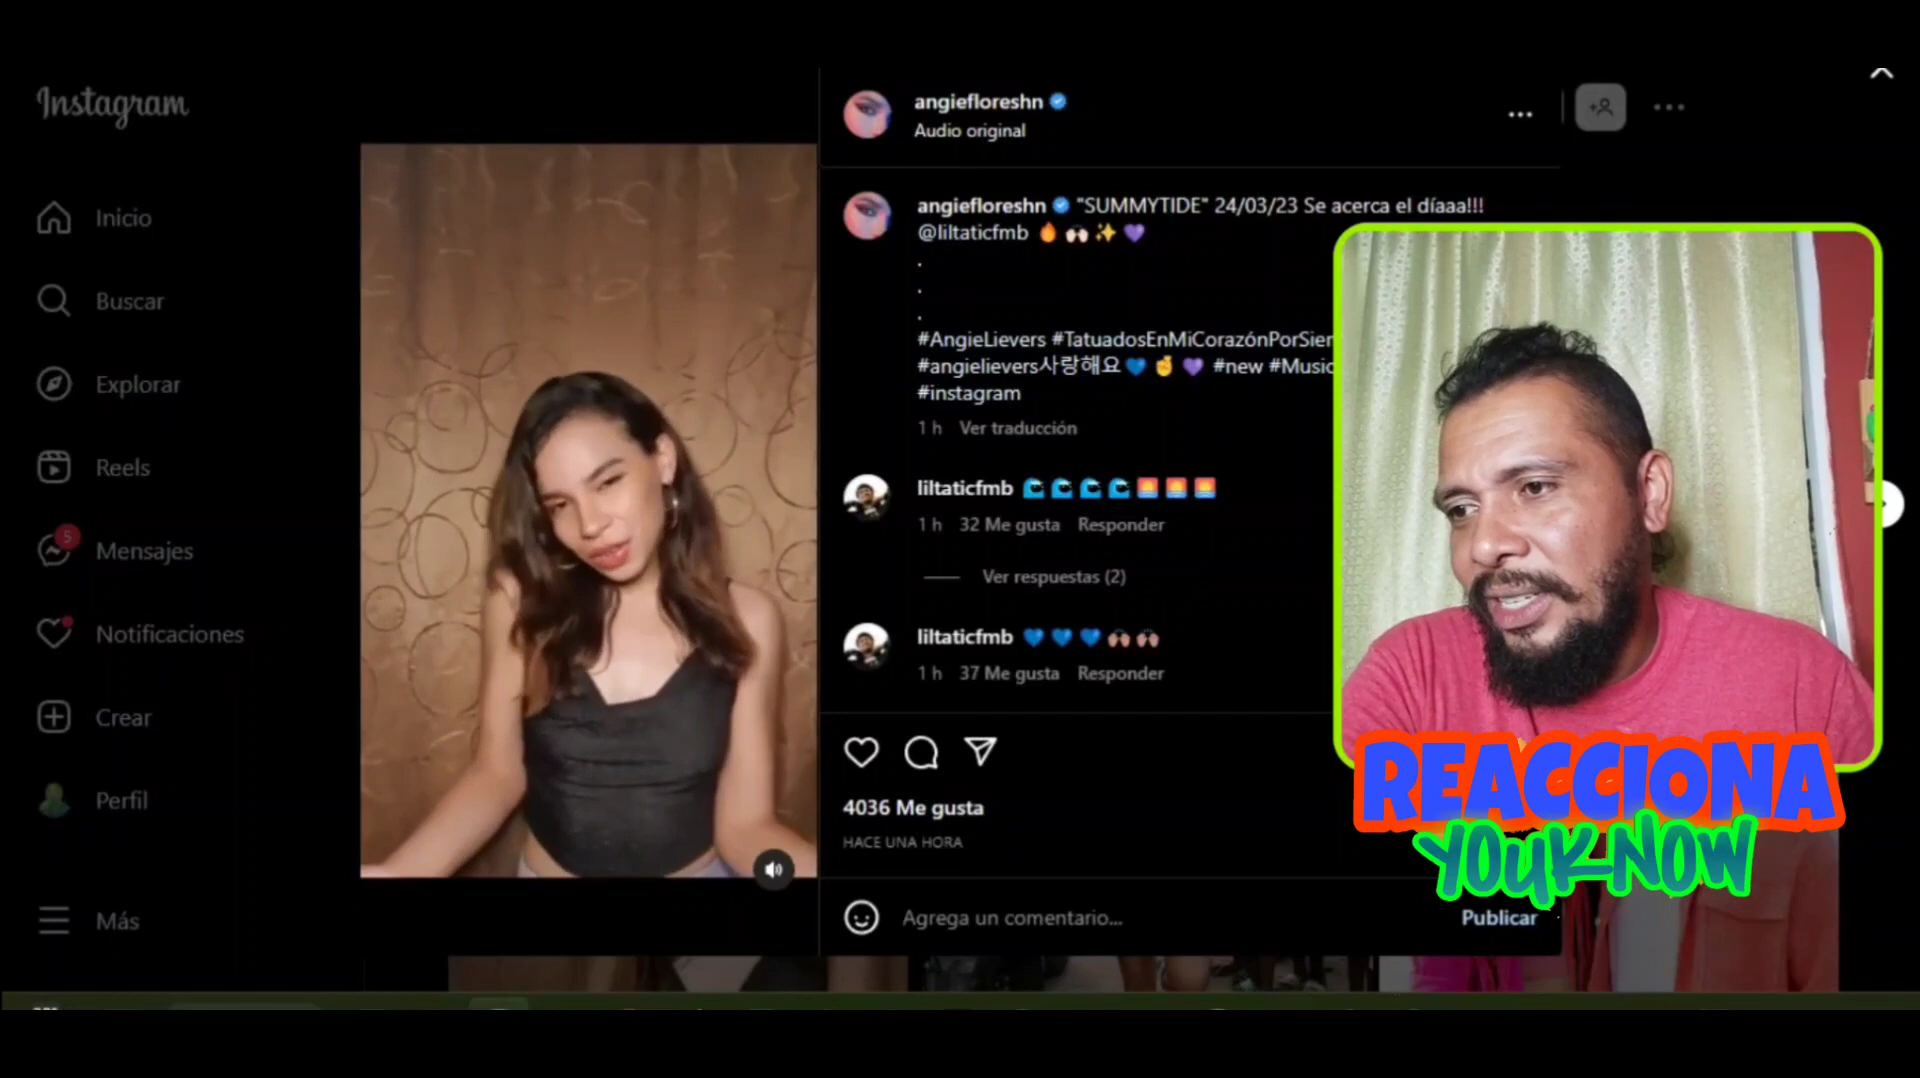 Instagram
Inicio
Buscar
Explorar
Reels
5
Mensajes
Notificaciones
Crear
Perfil
Más
angiefloreshn
Audio original
angiefloreshn "SUMMYTIDE" 24/03/23 Se acerca el díaaa!!!
@liltaticfmb 🔥🙌🏻✨💜
.
.
.
#AngieLievers #TatuadosEnMiCorazónPorSier
#angielievers사랑해요💙🤞💜 #new #Music
#instagram
1 h Ver traducción
liltaticfmb 🌊🌊🌊🌊🌅🌅🌅
1 h 32 Me gusta Responder
Ver respuestas (2)
liltaticfmb 💙💙💙🙌🏽🙌🏽
1 h 37 Me gusta Responder
4036 Me gusta
HACE UNA HORA
Agrega un comentario...
Publicar
REACCIONA
YOUKNOW